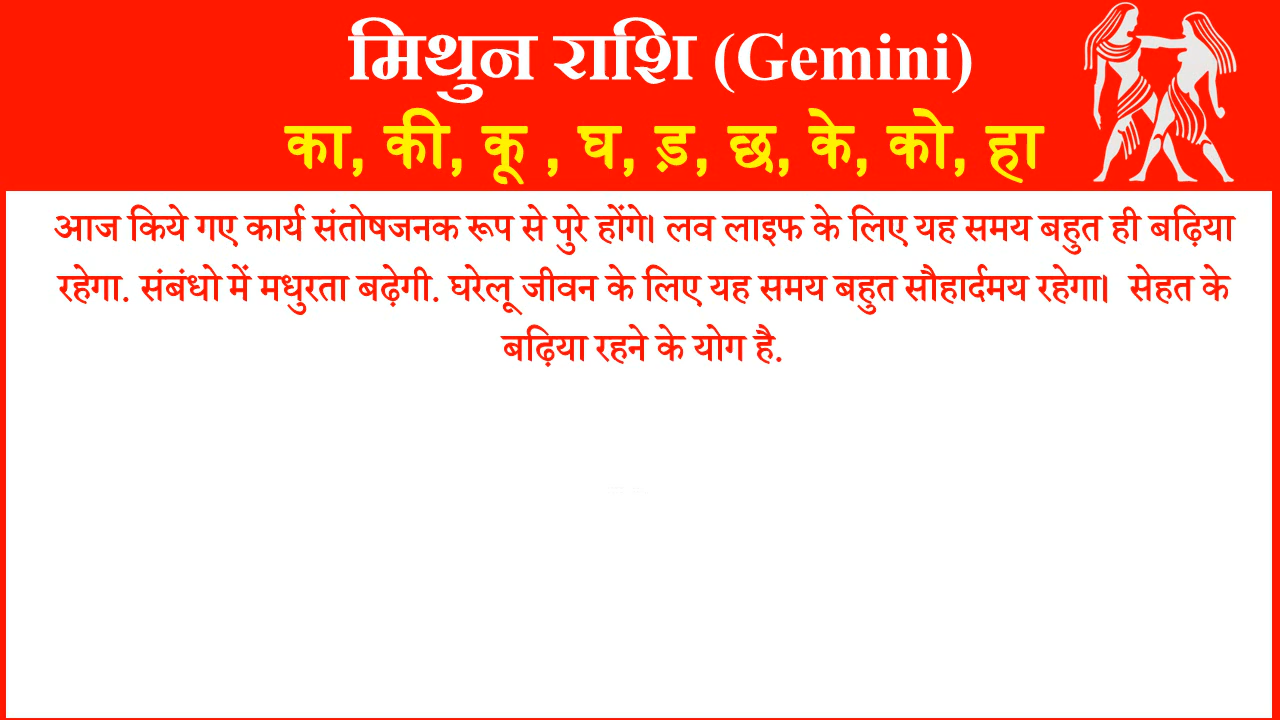 मिथुन राशि (Gemini)
का, की, कू , घ, ड़, छ, के, को, हा
आज किये गए कार्य संतोषजनक रूप से पुरे होंगे। लव लाइफ के लिए यह समय बहुत ही बढ़िया
रहेगा. संबंधो में मधुरता बढ़ेगी. घरेलू जीवन के लिए यह समय बहुत सौहार्दमय रहेगा।  सेहत के
बढ़िया रहने के योग है.